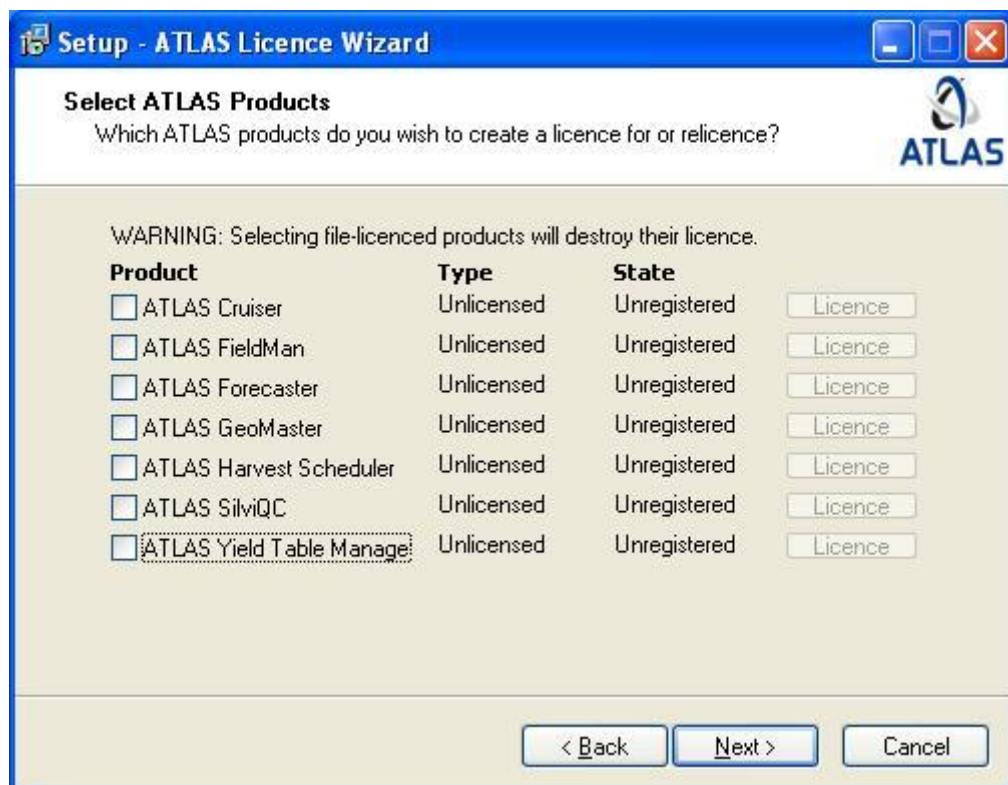 Setup - ATLAS Licence Wizard
Select ATLAS Products
Which ATLAS products do you wish to create a licence for or relicence?
ATLAS
WARNING: Selecting file-licenced products will destroy their licence.
Product Type State
ATLAS Cruiser Unlicensed Unregistered Licence
ATLAS FieldMan Unlicensed Unregistered Licence
ATLAS Forecaster Unlicensed Unregistered Licence
ATLAS GeoMaster Unlicensed Unregistered Licence
ATLAS Harvest Scheduler Unlicensed Unregistered Licence
ATLAS SilviQC Unlicensed Unregistered Licence
ATLAS Yield Table Manage Unlicensed Unregistered Licence
< Back Next > Cancel